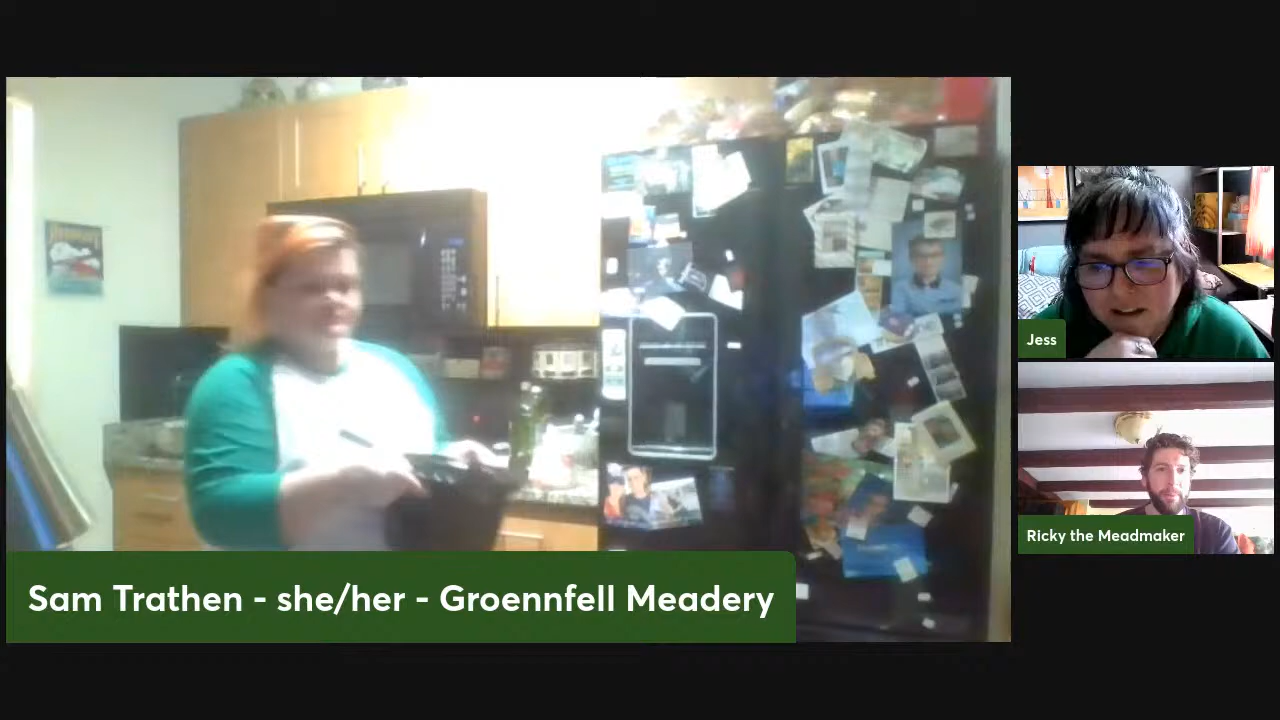 Sam Trathen - she/her - Groennfell Meadery
Jess
Ricky the Meadmaker